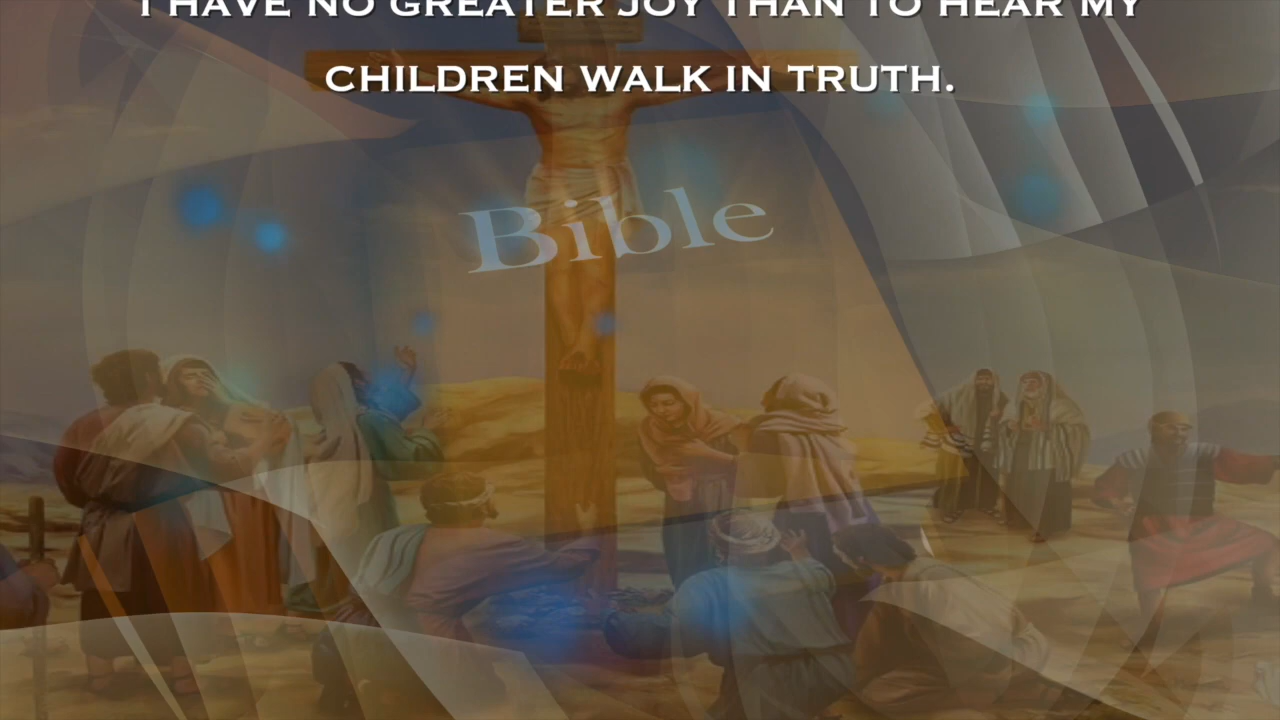 I HAVE NO GREATER JOY THAN TO HEAR MY
CHILDREN WALK IN TRUTH.
Bible